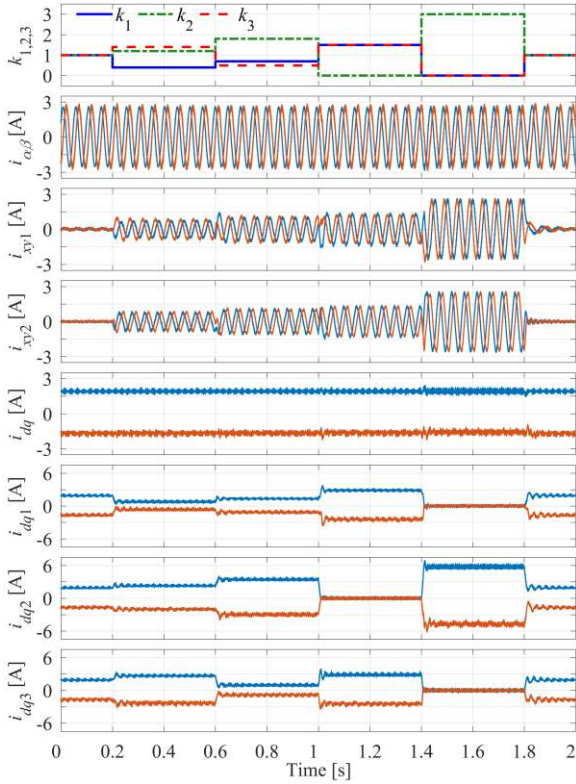 k1 k2 k3
k1,2,3
3
2
1
0
iαβ [A]
3
0
-3
ixy1 [A]
3
0
-3
ixy2 [A]
3
0
-3
idq [A]
3
0
-3
idq1 [A]
6
0
-6
idq2 [A]
6
0
-6
idq3 [A]
6
0
-6
0 0.2 0.4 0.6 0.8 1 1.2 1.4 1.6 1.8 2
Time [s]